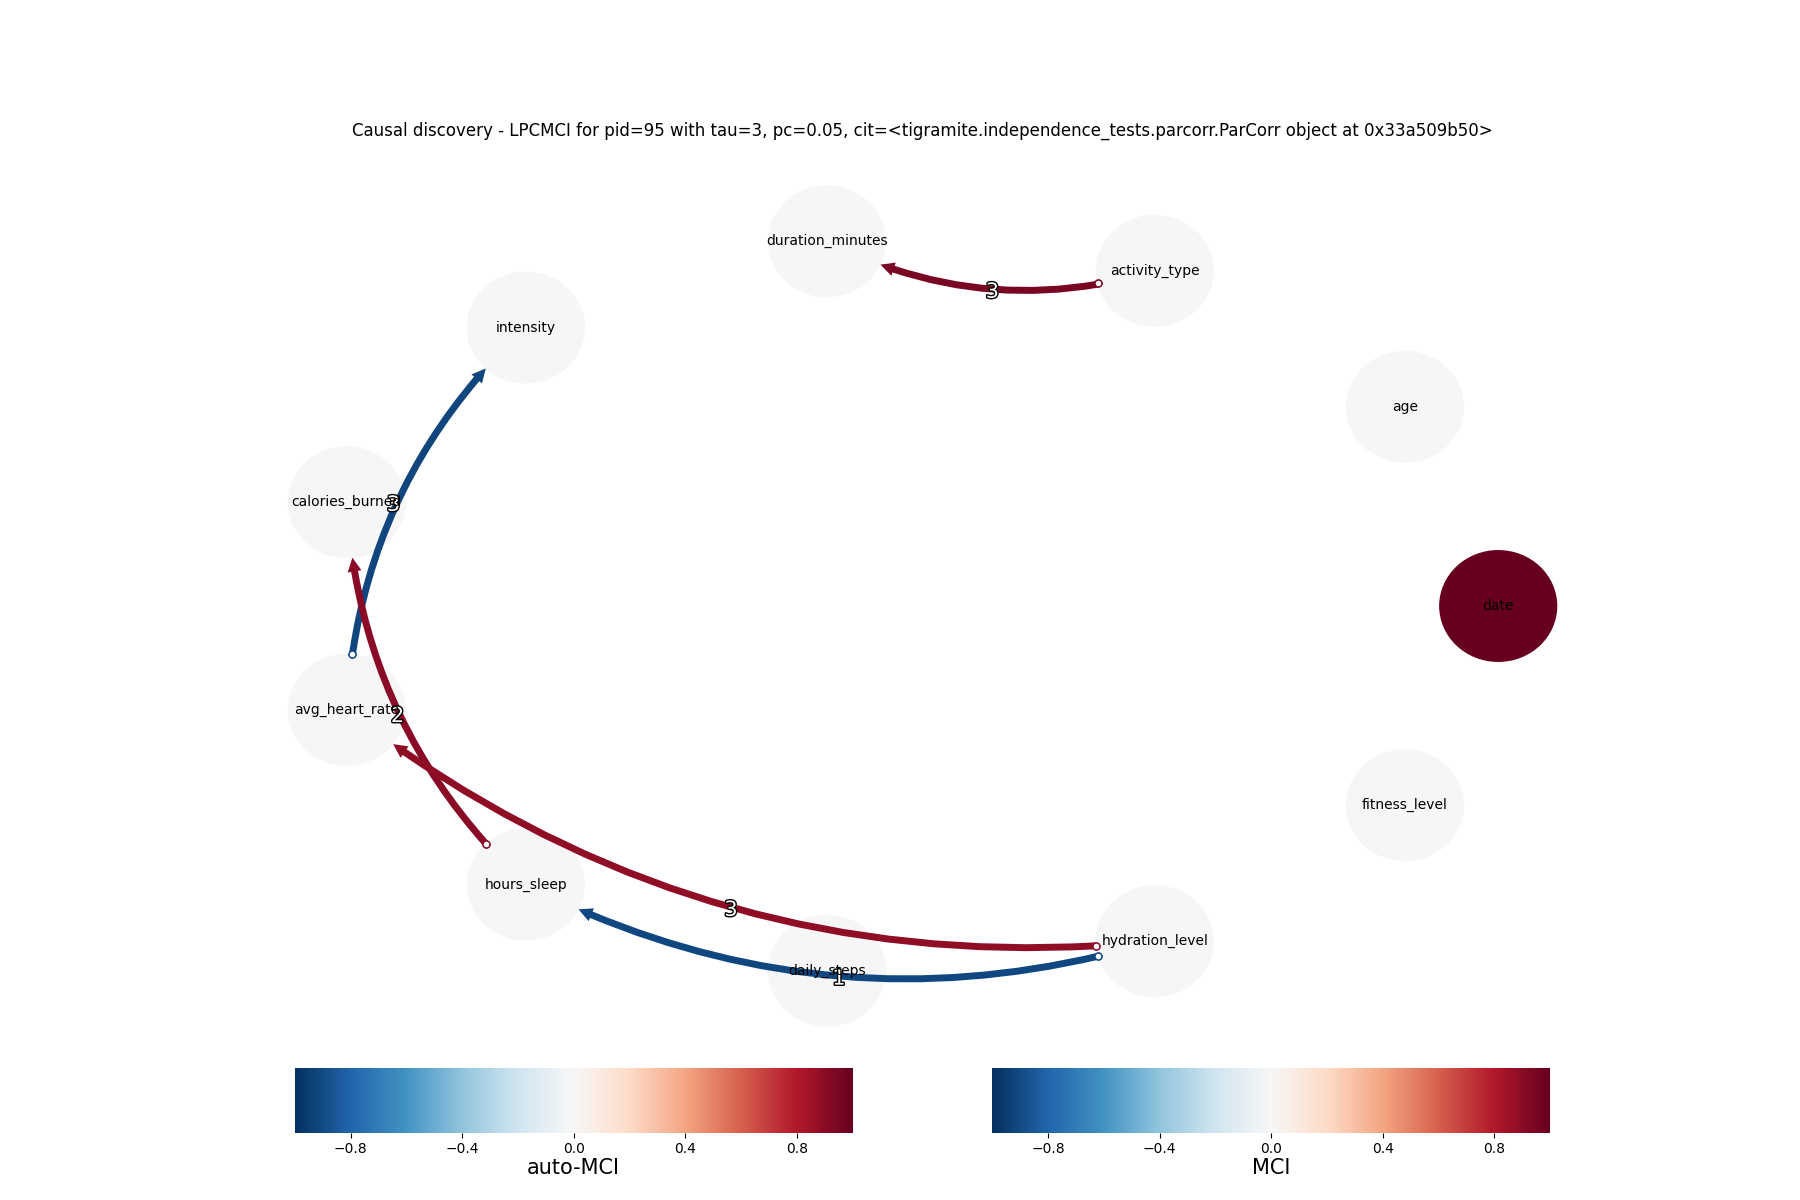 Causal discovery - LPCMCI for pid=95 with tau=3, pc=0.05, cit=<tigramite.independence_tests.parcorr.ParCorr object at 0x33a509b50>
duration_minutes
activity_type
3
intensity
age
calories_burned
3
date
avg_heart_rate
2
fitness_level
hours_sleep
3
hydration_level
daily_steps
1
−0.8 −0.4 0.0 0.4 0.8
auto-MCI
−0.8 −0.4 0.0 0.4 0.8
MCI